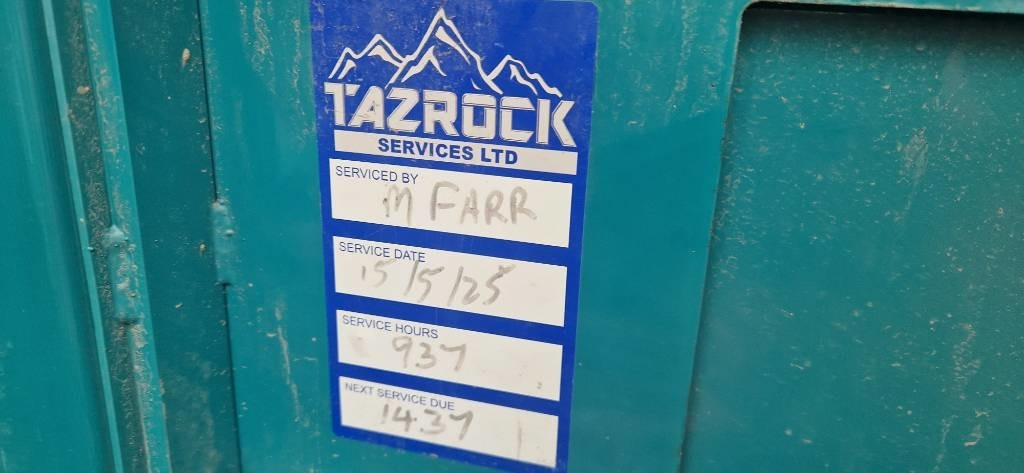 TAZROCK
SERVICES LTD
SERVICED BY
M FARR
SERVICE DATE
15/5/25
SERVICE HOURS
937
NEXT SERVICE DUE
1437